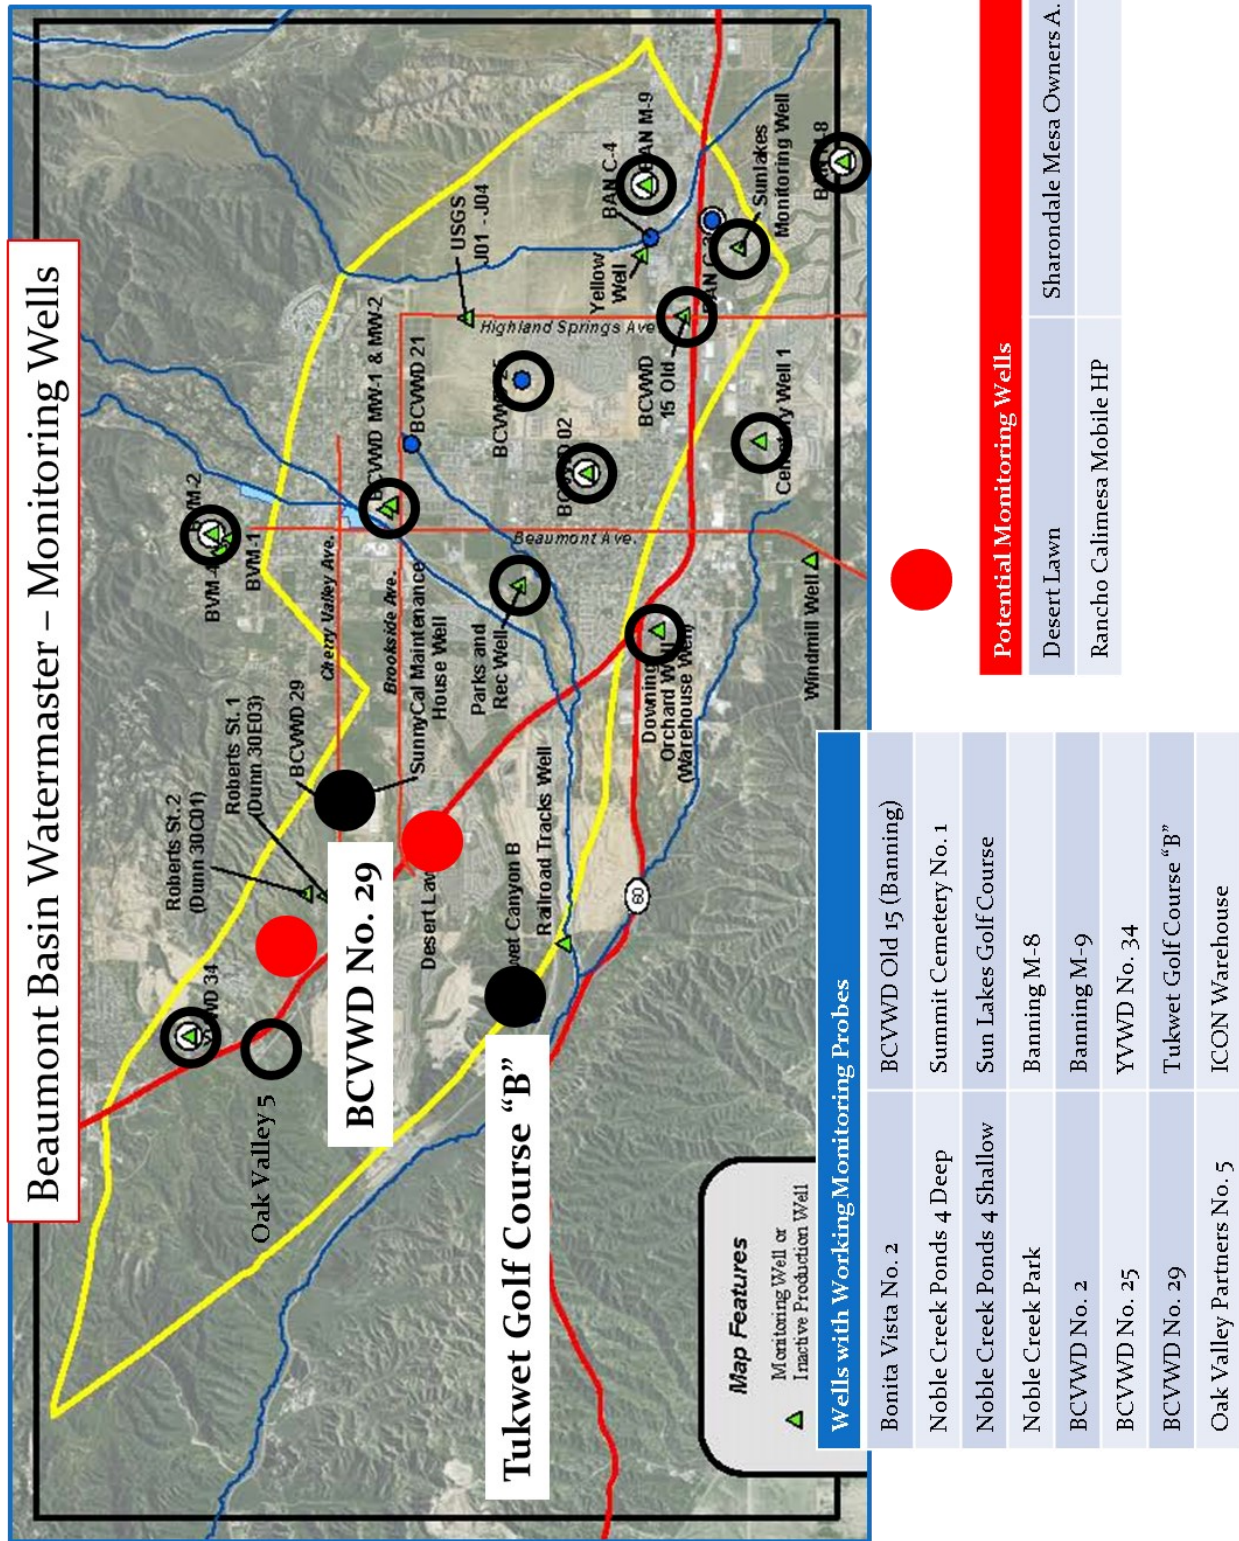 Beaumont Basin Watermaster – Monitoring Wells
BVM-1
Cherry Valley Ave.
Brookside Ave.
BCVWD MW-1 & MW-2
BCVWD 21
USGS
J01 - J04
Highland Springs Ave
Yellow
Well
BAN C-4
BAN M-9
Sunlakes
Monitoring Well
BCVWD
15 Old
Beaumont Ave.
Parks and
Rec Well
SunnyCal Maintenance
House Well
BCVWD 29
Roberts St. 1
(Dunn 30E03)
Roberts St. 2
(Dunn 30C01)
Oak Valley 5
BCVWD No. 29
Desert Law
Canyon B
Railroad Tracks Well
Downing
Orchard
(Warehouse Well)
Windmill Well
60
Tukwet Golf Course “B”
Map Features
Monitoring Well or
Inactive Production Well
Wells with Working Monitoring Probes
Bonita Vista No. 2 BCVWD Old 15 (Banning)
Noble Creek Ponds 4 Deep Summit Cemetery No. 1
Noble Creek Ponds 4 Shallow Sun Lakes Golf Course
Noble Creek Park Banning M-8
BCVWD No. 2 Banning M-9
BCVWD No. 25 YVWD No. 34
BCVWD No. 29 Tukwet Golf Course “B”
Oak Valley Partners No. 5 ICON Warehouse
Potential Monitoring Wells
Desert Lawn Sharondale Mesa Owners A.
Rancho Calimesa Mobile HP